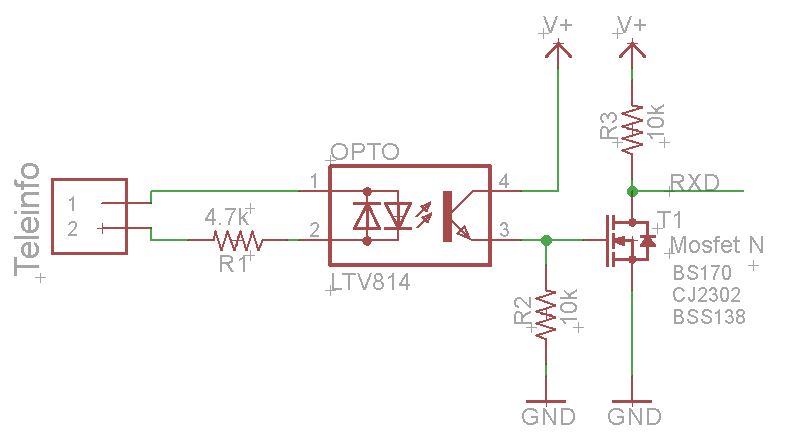 V+
V+
R3
10k
OPTO
Teleinfo
1
2
1
2
4
3
4.7k
R1
RXD
T1
Mosfet N
BS170
CJ2302
BSS138
LTV814
R2
10k
GND
GND